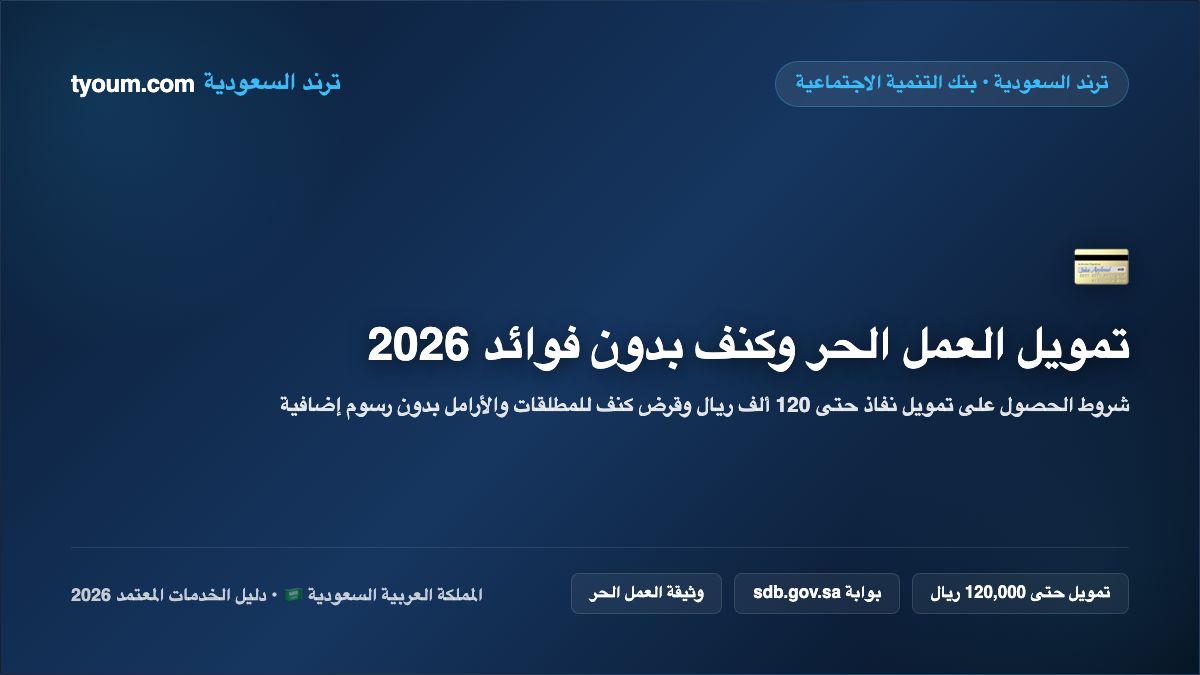 ترند السعودية • بنك التنمية الاجتماعية
ترند السعودية tyoum.com
تمويل العمل الحر وكنف بدون فوائد 2026
شروط الحصول على تمويل نفاذ حتى 120 ألف ريال وقرض كنف للمطلقات والأرامل بدون رسوم إضافية
تمويل حتى 120,000 ريال
بوابة sdb.gov.sa
وثيقة العمل الحر
المملكة العربية السعودية 🇸🇦 • دليل الخدمات المعتمد 2026